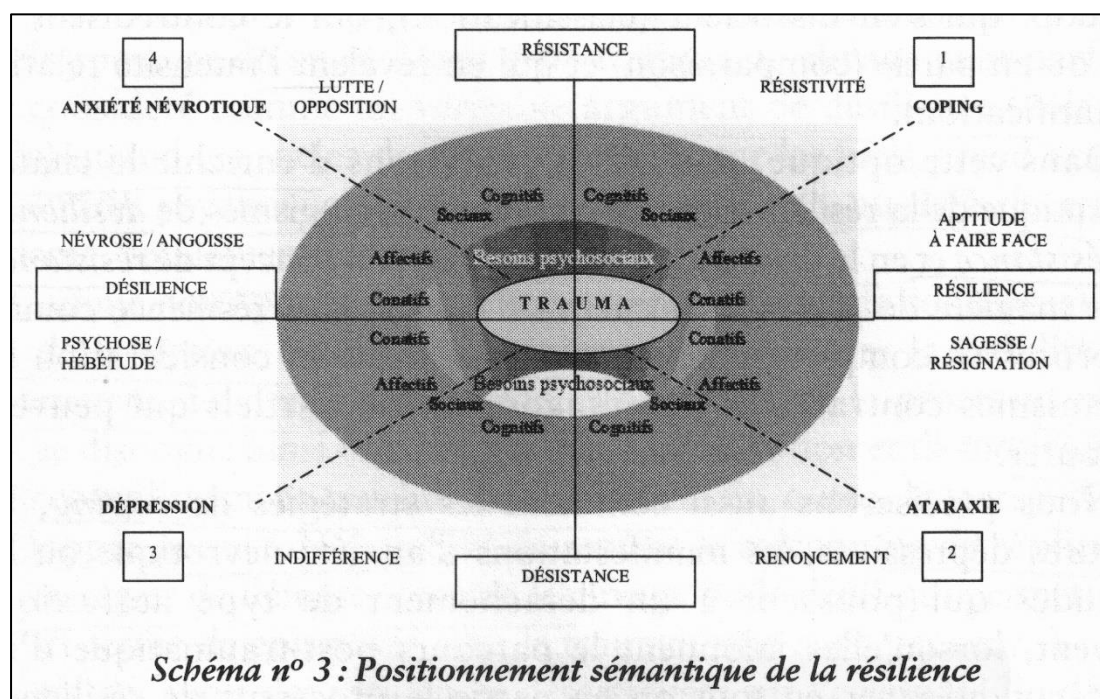 4
RÉSISTANCE
1
ANXIÉTÉ NÉVROTIQUE
LUTTE /
OPPOSITION
RÉSISTIVITÉ
COPING
Cognitifs
Cognitifs
Sociaux
Sociaux
NÉVROSE / ANGOISSE
Affectifs
Besoins psychosociaux
Affectifs
APTITUDE
À FAIRE FACE
DÉSILIENCE
Conatifs
TRAUMA
Conatifs
RÉSILIENCE
PSYCHOSE /
HÉBÉTUDE
Conatifs
Conatifs
SAGESSE /
RÉSIGNATION
Affectifs
Besoins psychosociaux
Affectifs
Sociaux
Sociaux
Cognitifs
Cognitifs
DÉPRESSION
ATARAXIE
3
INDIFFÉRENCE
DÉSISTANCE
RENONCEMENT
2
Schéma nº 3 : Positionnement sémantique de la résilience